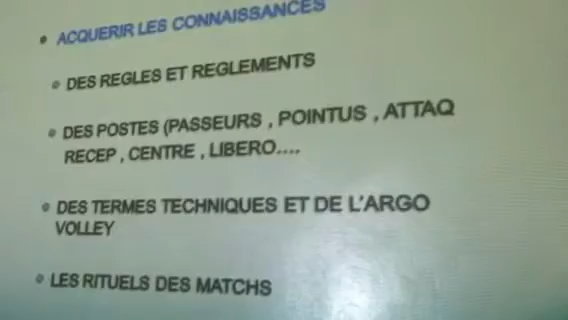 • ACQUERIR LES CONNAISSANCES
• DES REGLES ET REGLEMENTS
• DES POSTES (PASSEURS , POINTUS , ATTAQ
RECEP , CENTRE , LIBERO....
• DES TERMES TECHNIQUES ET DE L'ARGO
VOLLEY
• LES RITUELS DES MATCHS